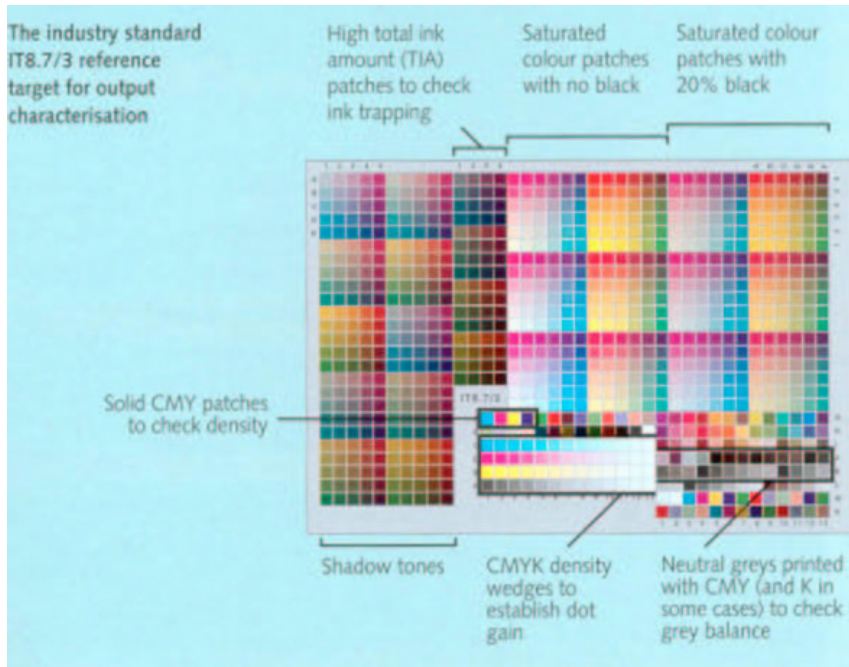 The industry standard
IT8.7/3 reference
target for output
characterisation
High total ink
amount (TIA)
patches to check
ink trapping
Saturated
colour patches
with no black
Saturated colour
patches with
20% black
Solid CMY patches
to check density
IT8.7/3
Shadow tones
CMYK density
wedges to
establish dot
gain
Neutral greys printed
with CMY (and K in
some cases) to check
grey balance